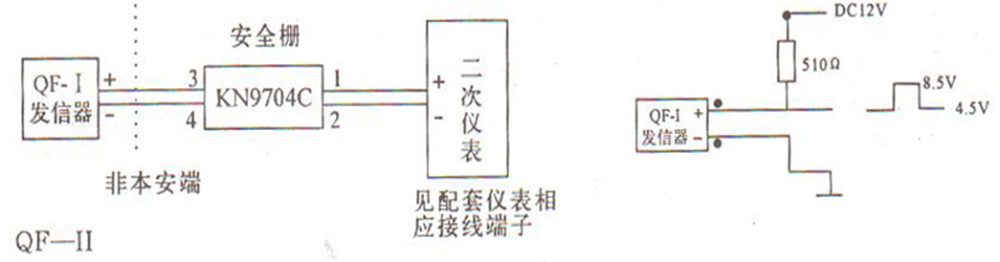 安全栅
QF-Ⅰ
发信器
+
-
3
4
KN9704C
1
2
+
-
二次仪表
非本安端
见配套仪表相
应接线端子
QF—II
DC12V
510Ω
8.5V
4.5V
QF-I
发信器
+
-